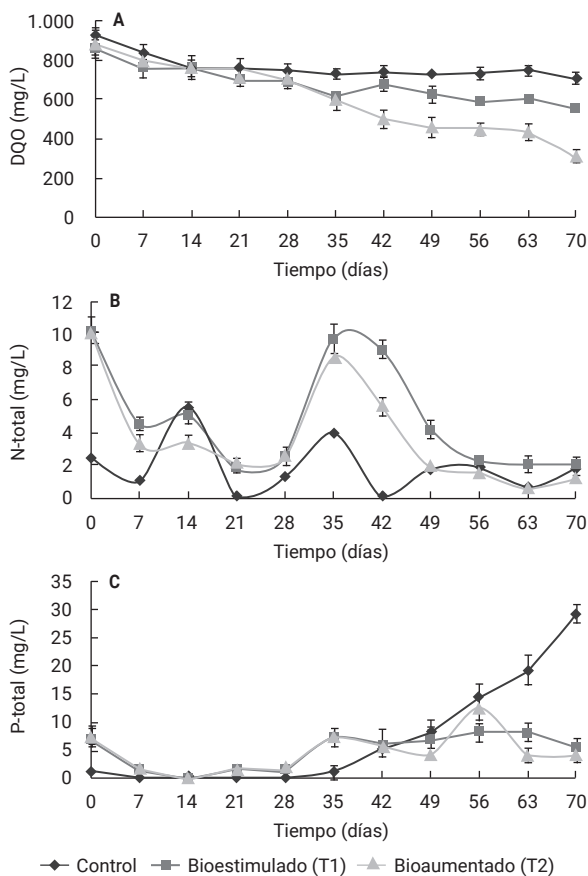 A
1.000
800
600
400
200
0
DQO (mg/L)
0 7 14 21 28 35 42 49 56 63 70
Tiempo (días)
B
12
10
8
6
4
2
0
N-total (mg/L)
0 7 14 21 28 35 42 49 56 63 70
Tiempo (días)
C
35
30
25
20
15
10
5
0
P-total (mg/L)
0 7 14 21 28 35 42 49 56 63 70
Tiempo (días)
Control Bioestimulado (T1) Bioaumentado (T2)